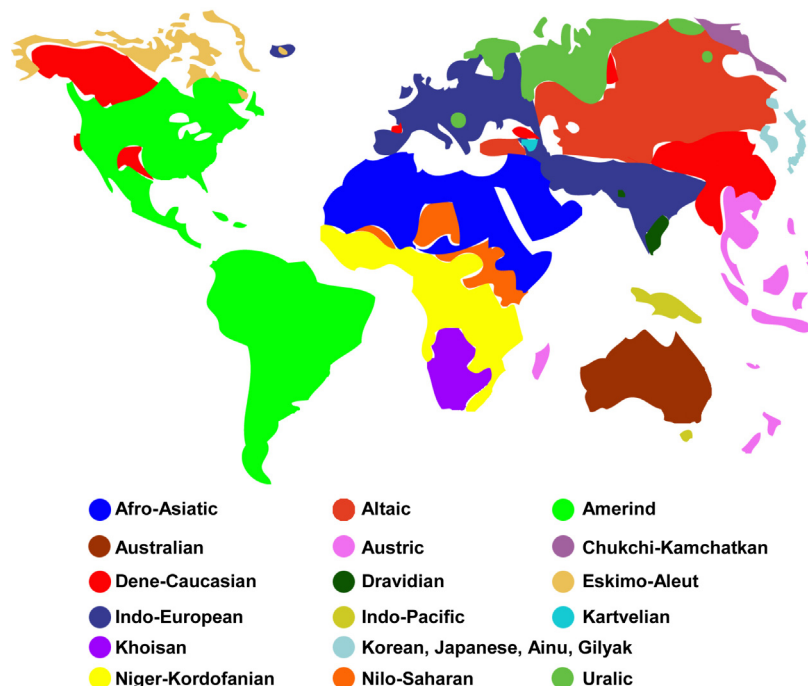 Afro-Asiatic Altaic Amerind
Australian Austric Chukchi-Kamchatkan
Dene-Caucasian Dravidian Eskimo-Aleut
Indo-European Indo-Pacific Kartvelian
Khoisan Korean, Japanese, Ainu, Gilyak
Niger-Kordofanian Nilo-Saharan Uralic